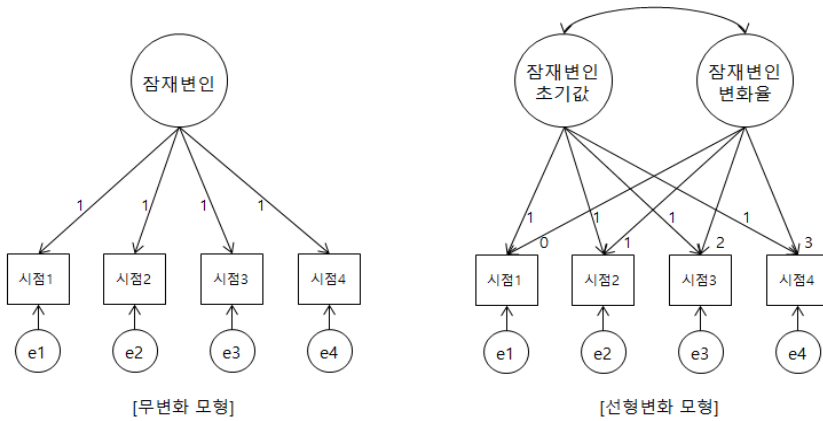 잠재변인
1 1 1 1
시점1 시점2 시점3 시점4
e1 e2 e3 e4
[무변화 모형]
잠재변인
초기값
잠재변인
변화율
1 1 1 1
0 1 2 3
시점1 시점2 시점3 시점4
e1 e2 e3 e4
[선형변화 모형]